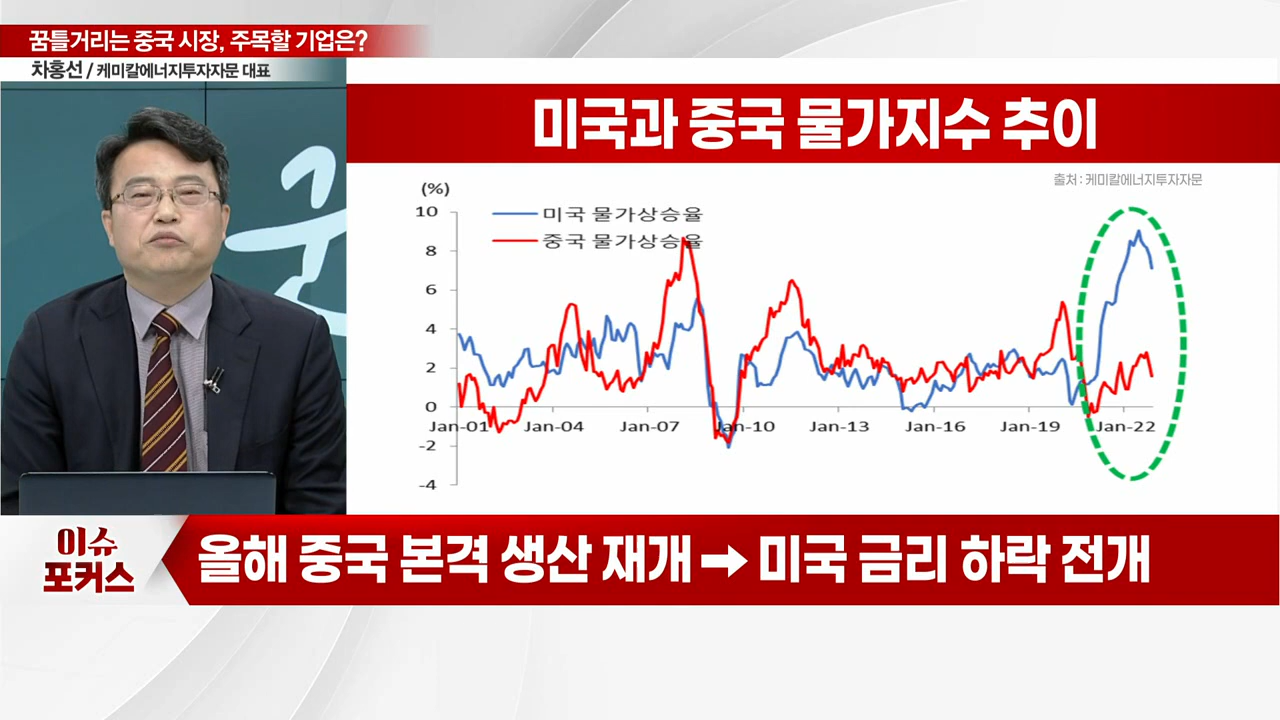 꿈틀거리는 중국 시장, 주목할 기업은?
차홍선 / 케미칼에너지투자자문 대표
미국과 중국 물가지수 추이
출처 : 케미칼에너지투자자문
(%)
미국 물가상승율
중국 물가상승율
10
8
6
4
2
0
-2
-4
Jan-01 Jan-04 Jan-07 Jan-10 Jan-13 Jan-16 Jan-19 Jan-22
이슈
포커스
올해 중국 본격 생산 재개 ➡ 미국 금리 하락 전개